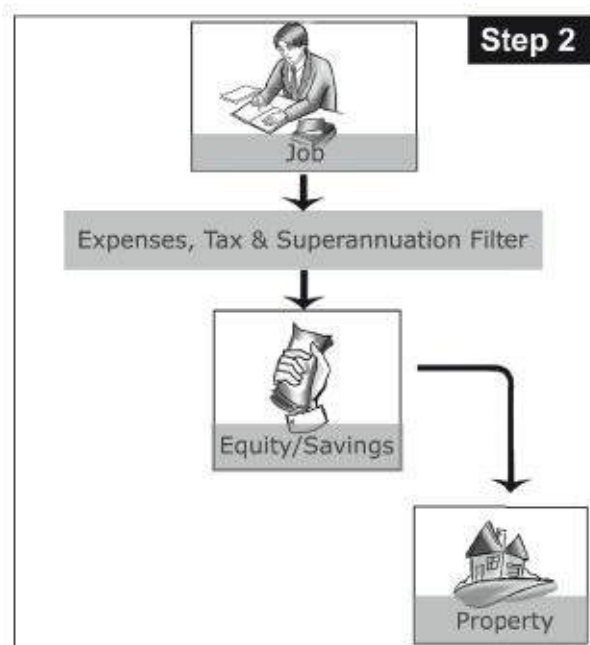 Step 2
Job
Expenses, Tax & Superannuation Filter
Equity/Savings
Property